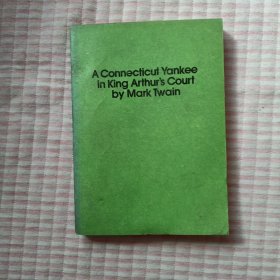 A Connecticut Yankee
in King Arthur's Court
by Mark Twain